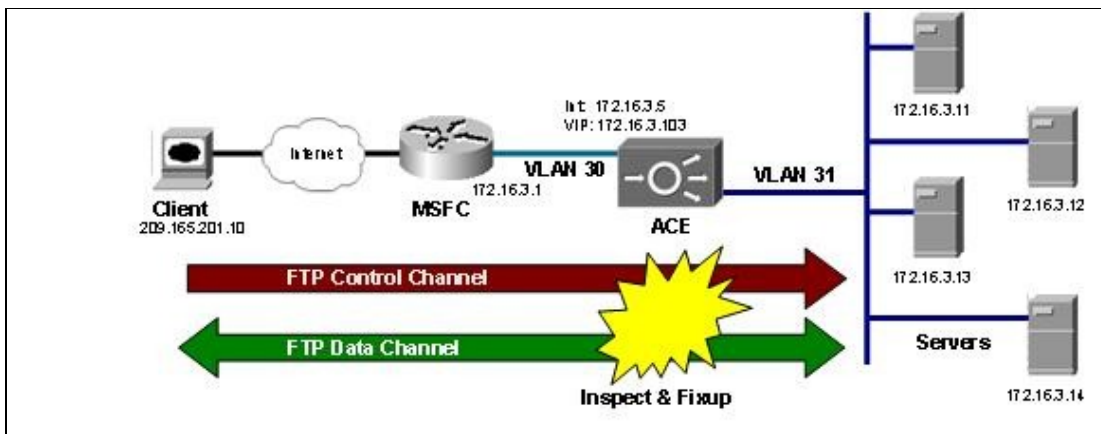 Int: 172.16.3.5
VIP: 172.16.3.103
172.16.3.11
Internet
VLAN 30
VLAN 31
172.16.3.1
Client
209.165.201.10
MSFC
ACE
172.16.3.12
172.16.3.13
FTP Control Channel
FTP Data Channel
Servers
Inspect & Fixup
172.16.3.14